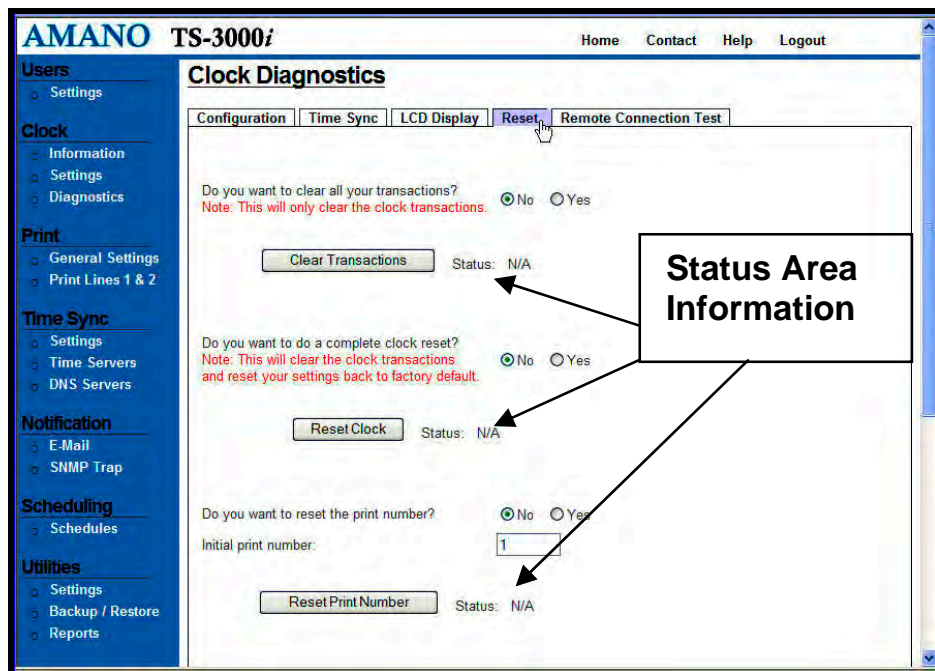 AMANO TS-3000i
Home Contact Help Logout
Users
Settings
Clock
Information
Settings
Diagnostics
Print
General Settings
Print Lines 1 & 2
Time Sync
Settings
Time Servers
DNS Servers
Notification
E-Mail
SNMP Trap
Scheduling
Schedules
Utilities
Settings
Backup / Restore
Reports
Clock Diagnostics
Configuration Time Sync LCD Display Reset Remote Connection Test
Do you want to clear all your transactions?
Note: This will only clear the clock transactions.
No Yes
Clear Transactions Status: N/A
Do you want to do a complete clock reset?
Note: This will clear the clock transactions
and reset your settings back to factory default.
No Yes
Reset Clock Status: N/A
Do you want to reset the print number? No Yes
Initial print number: 1
Reset Print Number Status: N/A
Status Area
Information